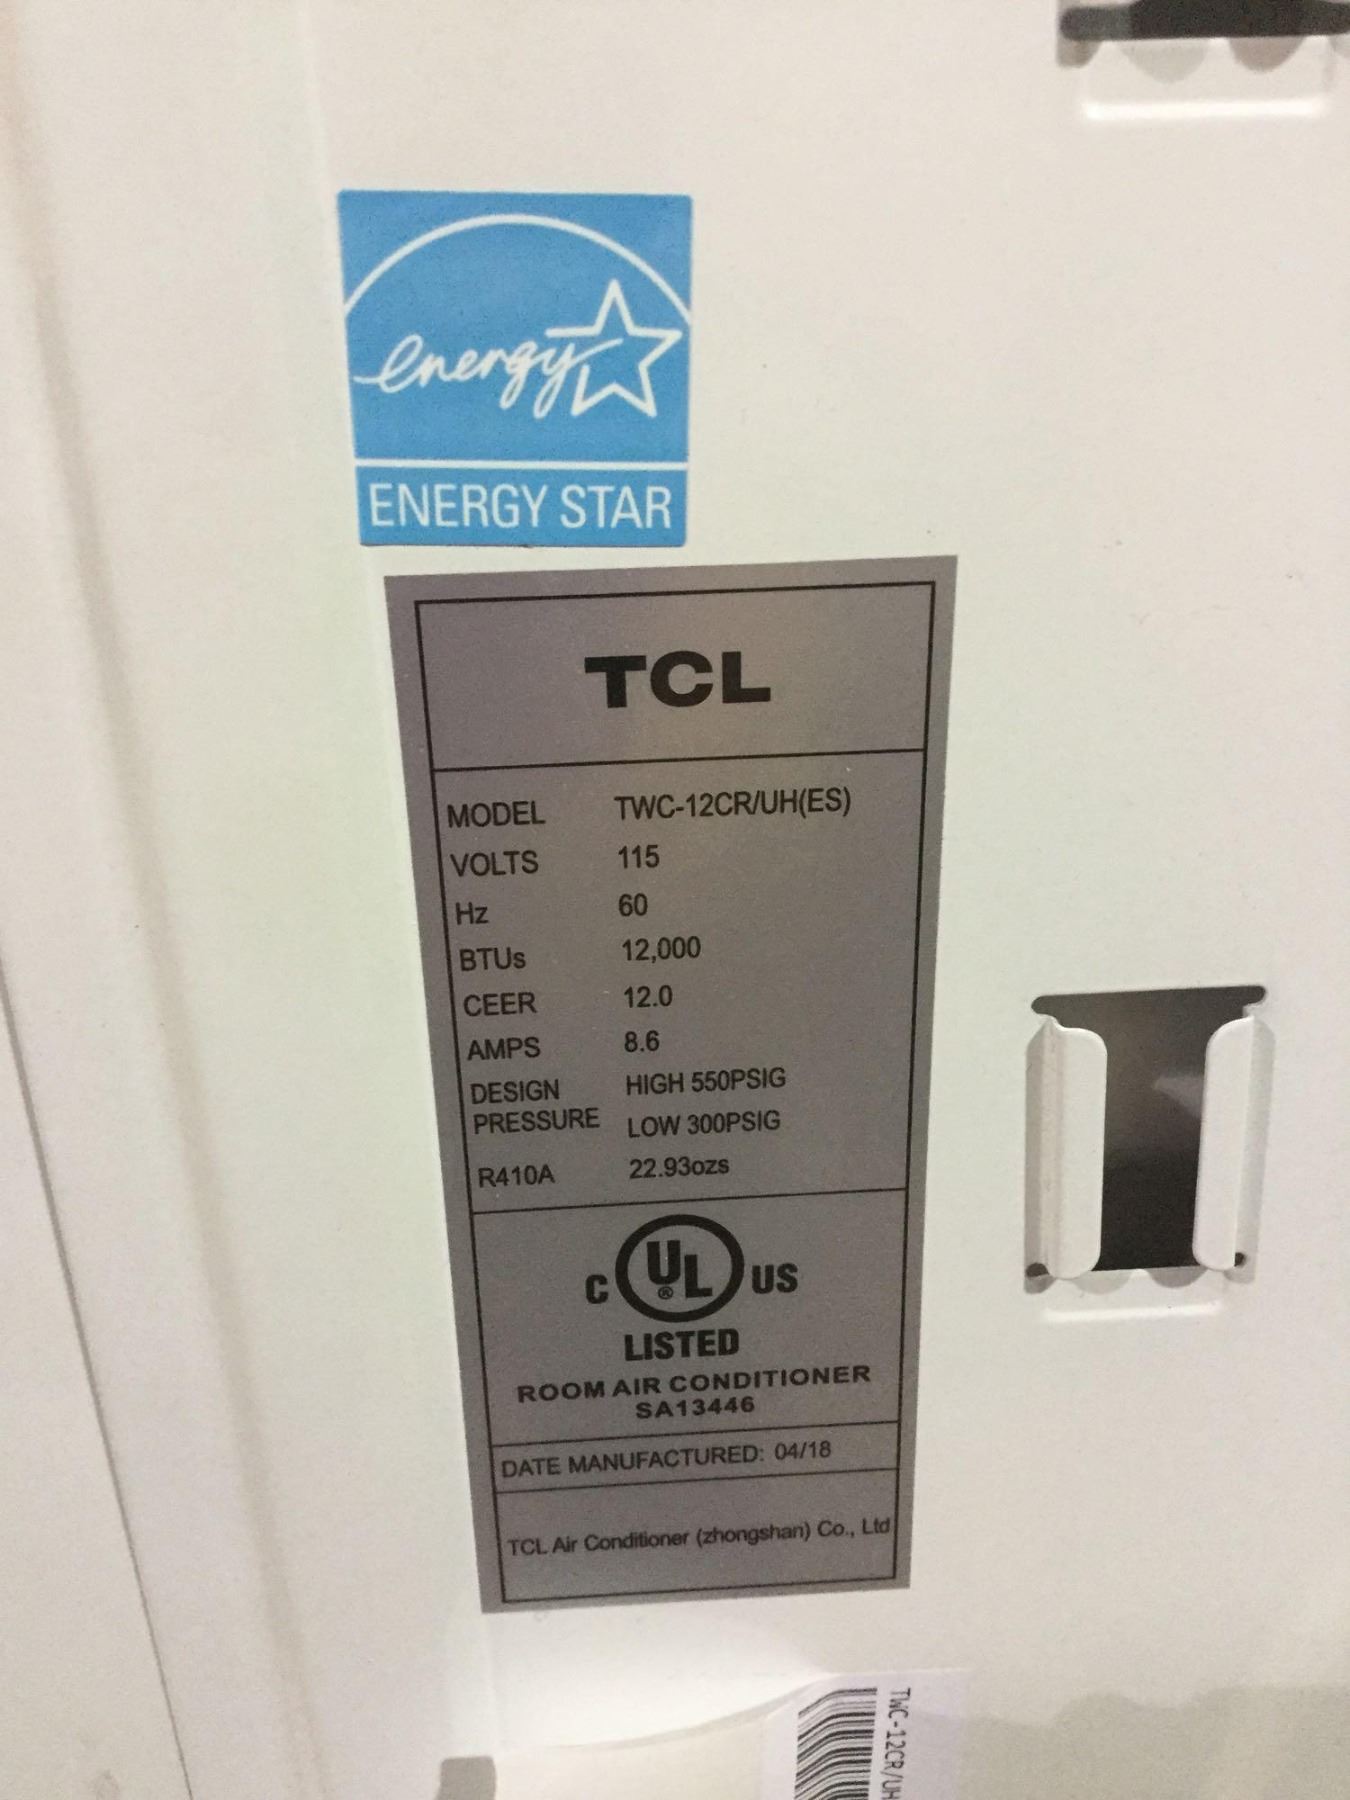 energy
ENERGY STAR
TCL
MODEL TWC-12CR/UH(ES)
VOLTS 115
Hz 60
BTUs 12,000
CEER 12.0
AMPS 8.6
DESIGN HIGH 550PSIG
PRESSURE LOW 300PSIG
R410A 22.93ozs
C UL ® US
LISTED
ROOM AIR CONDITIONER
SA13446
DATE MANUFACTURED: 04/18
TCL Air Conditioner (zhongshan) Co., Ltd
TWC-12CR/UH